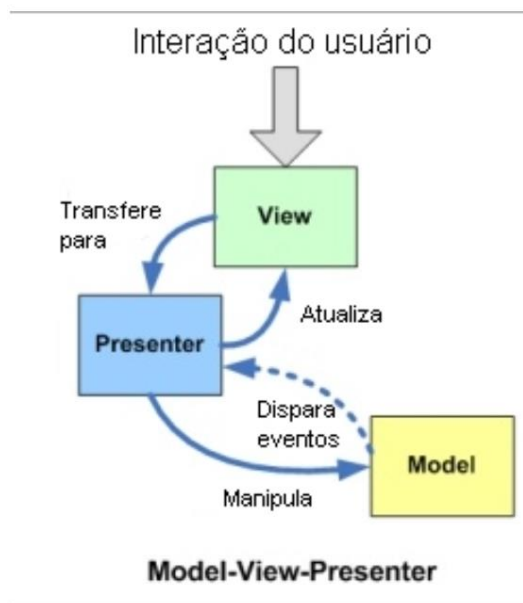 Interação do usuário
View
Transfere
para
Atualiza
Presenter
Dispara
eventos
Model
Manipula
Model-View-Presenter